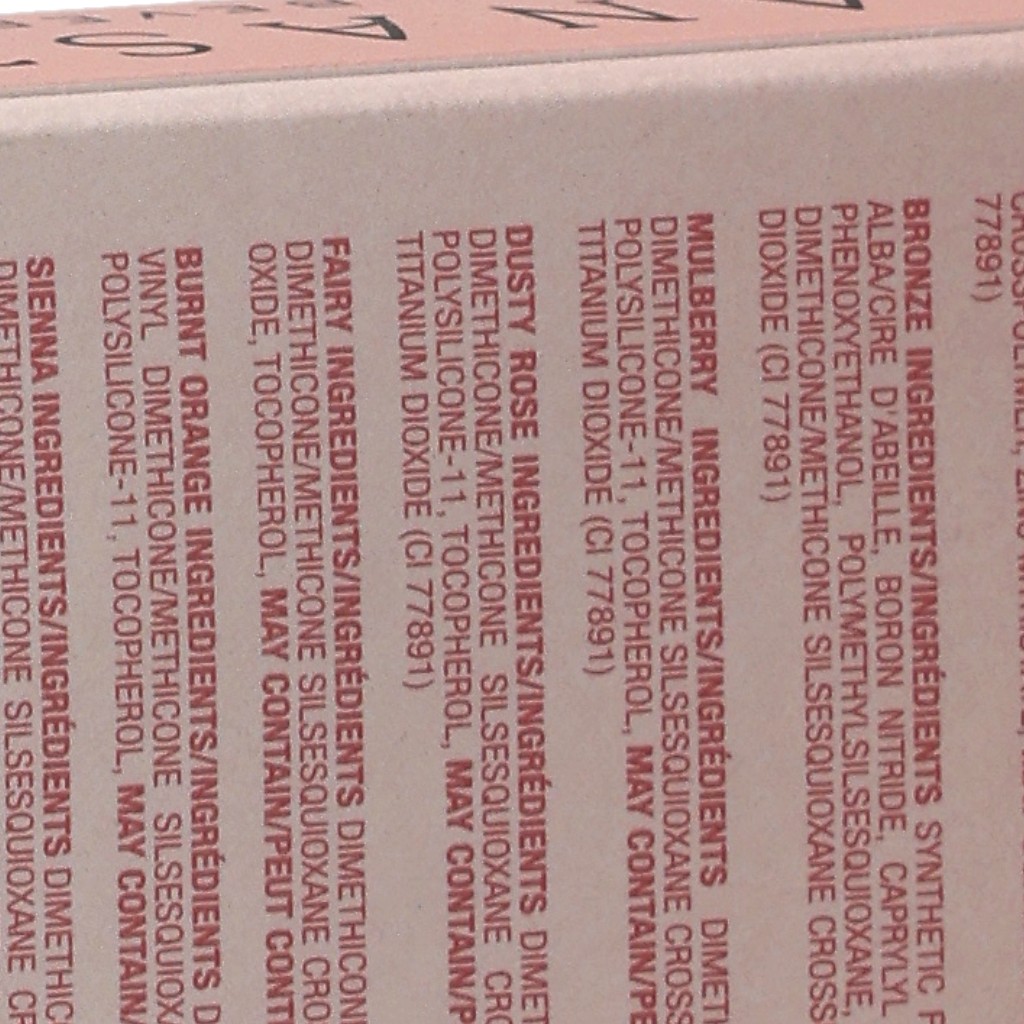 77891)
BRONZE INGREDIENTS/INGRÉDIENTS SYNTHETIC
ALBA/CIRE D'ABEILLE, BORON NITRIDE, CAPRYLYL
PHENOXYETHANOL, POLYMETHYLSILSESQUIOXANE,
DIMETHICONE/METHICONE SILSESQUIOXANE CROSS
DIOXIDE (CI 77891)
MULBERRY INGREDIENTS/INGRÉDIENTS DIMETH
DIMETHICONE/METHICONE SILSESQUIOXANE CROSS
POLYSILICONE-11, TOCOPHEROL, MAY CONTAIN/PE
TITANIUM DIOXIDE (CI 77891)
DUSTY ROSE INGREDIENTS/INGRÉDIENTS DIMET
DIMETHICONE/METHICONE SILSESQUIOXANE CRO
POLYSILICONE-11, TOCOPHEROL, MAY CONTAIN/P
TITANIUM DIOXIDE (CI 77891)
FAIRY INGREDIENTS/INGRÉDIENTS DIMETHICON
DIMETHICONE/METHICONE SILSESQUIOXANE CRO
OXIDE, TOCOPHEROL, MAY CONTAIN/PEUT CONT
BURNT ORANGE INGREDIENTS/INGRÉDIENTS D
VINYL DIMETHICONE/METHICONE SILSESQUIOX
POLYSILICONE-11, TOCOPHEROL, MAY CONTAIN/
SIENNA INGREDIENTS/INGRÉDIENTS DIMETHIC
DIMETHICONE/METHICONE SILSESQUIOXANE CR